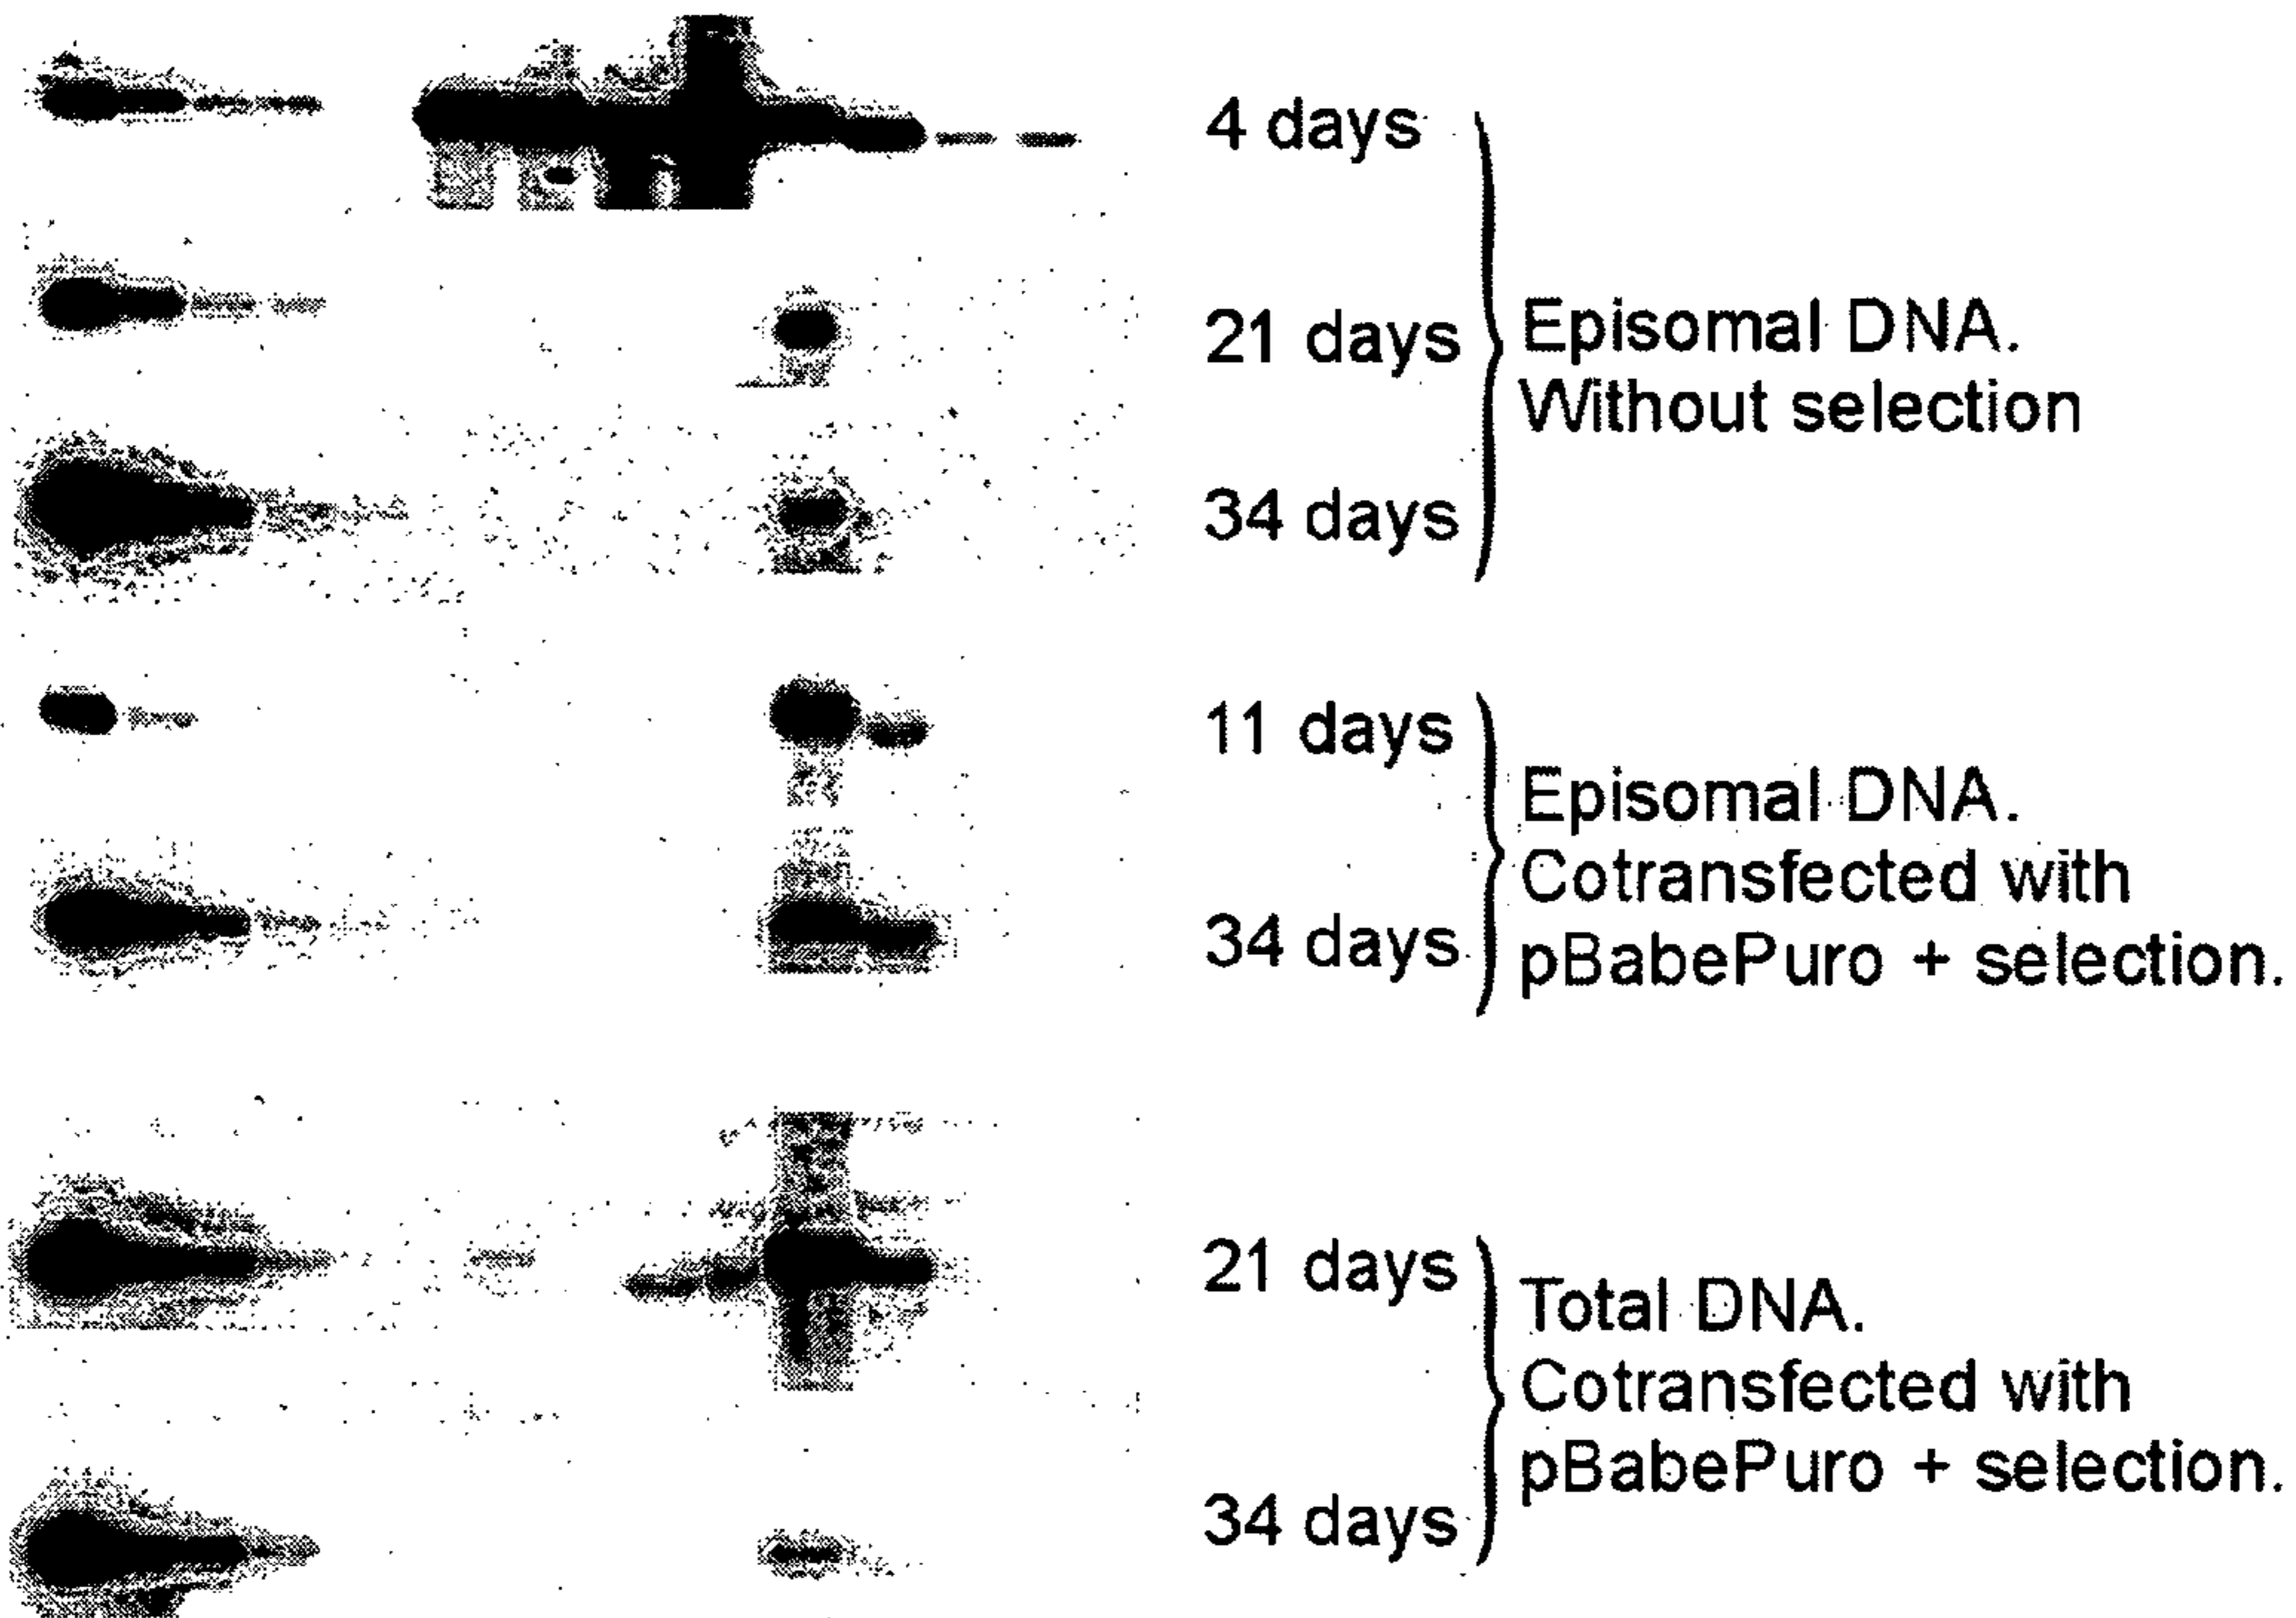 4 days
21 days
34 days
Episomal DNA.
Without selection
11 days
34 days
Episomal DNA.
Cotransfected with
pBabePuro + selection.
21 days
34 days
Total DNA.
Cotransfected with
pBabePuro + selection.